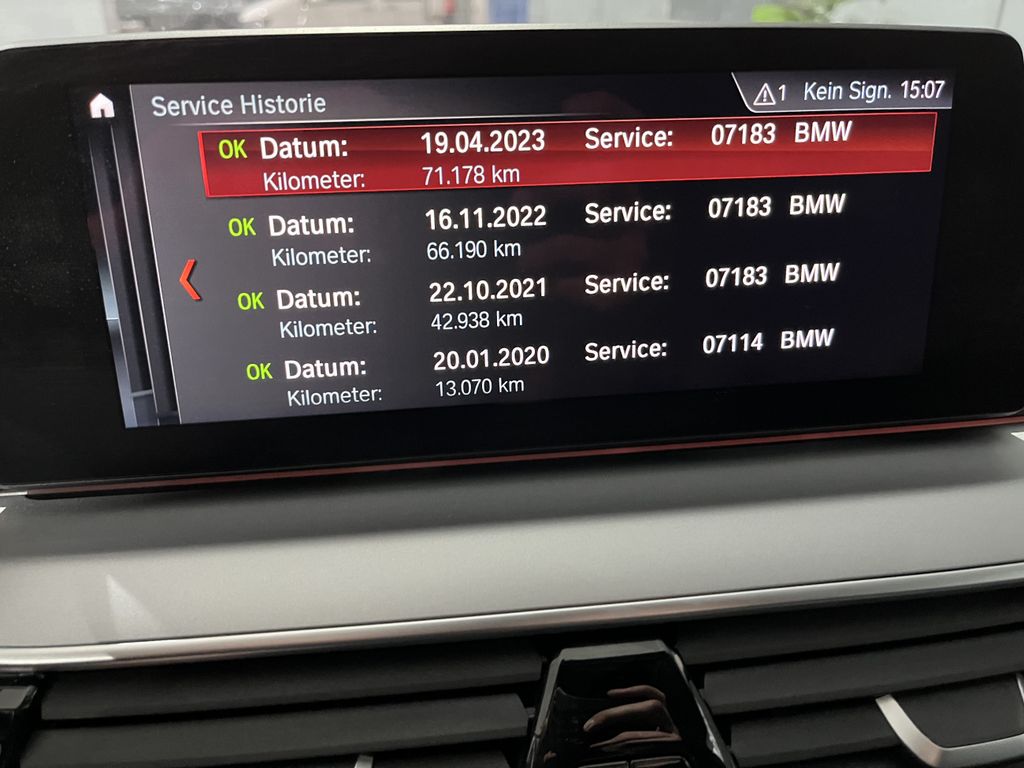 Service Historie
1 Kein Sign. 15:07
OK Datum: 19.04.2023 Service: 07183 BMW
Kilometer: 71.178 km
OK Datum: 16.11.2022 Service: 07183 BMW
Kilometer: 66.190 km
OK Datum: 22.10.2021 Service: 07183 BMW
Kilometer: 42.938 km
OK Datum: 20.01.2020 Service: 07114 BMW
Kilometer: 13.070 km